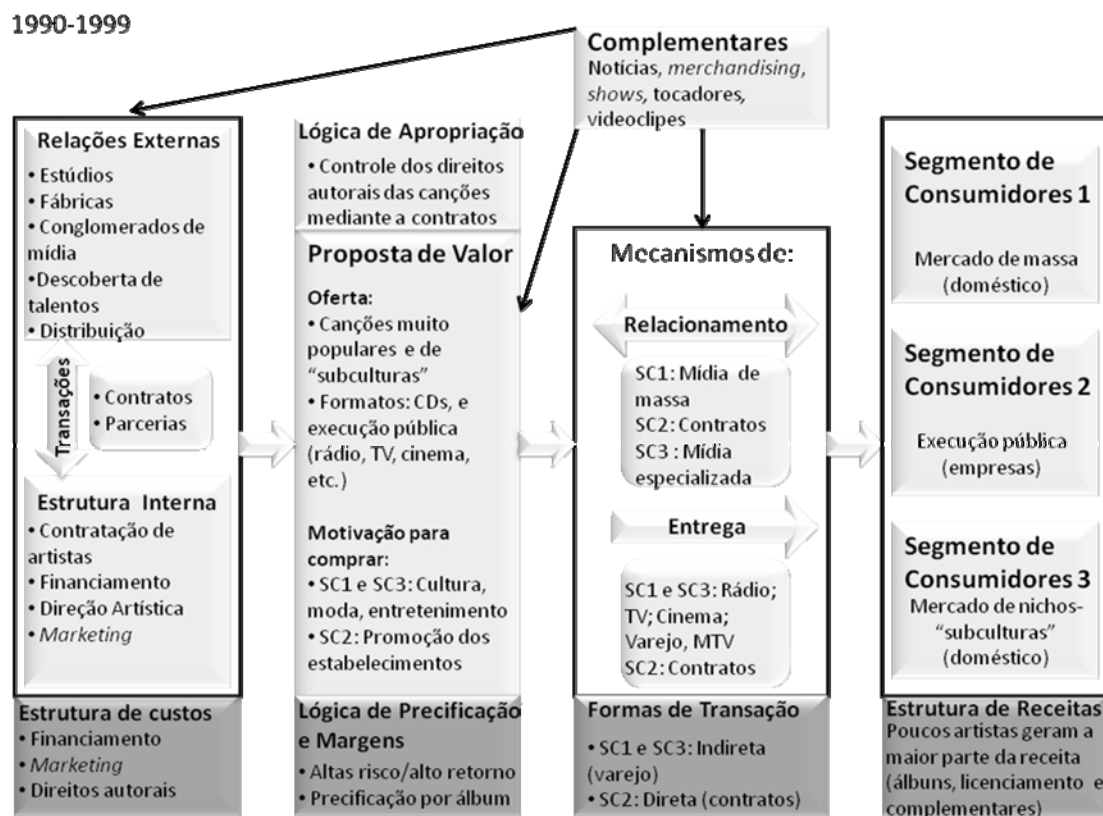 1990-1999
Complementares
Notícias, merchandising,
shows, tocadores,
videoclipes
Relações Externas
• Estúdios
• Fábricas
• Conglomerados de
mídia
•Descoberta de
talentos
• Distribuição
Transações
• Contratos
• Parcerias
Estrutura Interna
• Contratação de
artistas
• Financiamento
• Direção Artística
• Marketing
Estrutura de custos
• Financiamento
• Marketing
• Direitos autorais
Lógica de Apropriação
• Controle dos direitos
autorais das canções
mediante a contratos
Proposta de Valor
Oferta:
• Canções muito
populares e de
“subculturas”
• Formatos: CDs, e
execução pública
(rádio, TV, cinema,
etc.)
Motivação para
comprar:
• SC1 e SC3: Cultura,
moda, entretenimento
• SC2: Promoção dos
estabelecimentos
Lógica de Precificação
e Margens
• Altas risco/alto retorno
• Precificação por álbum
Mecanismos de:
Relacionamento
SC1: Mídia de
massa
SC2: Contratos
SC3 : Mídia
especializada
Entrega
SC1 e SC3: Rádio;
TV; Cinema;
Varejo, MTV
SC2: Contratos
Formas de Transação
• SC1 e SC3: Indireta
(varejo)
• SC2: Direta (contratos)
Segmento de
Consumidores 1
Mercado de massa
(doméstico)
Segmento de
Consumidores 2
Execução pública
(empresas)
Segmento de
Consumidores 3
Mercado de nichos-
“subculturas”
(doméstico)
Estrutura de Receitas
Poucos artistas geram a
maior parte da receita
(álbuns, licenciamento e
complementares)